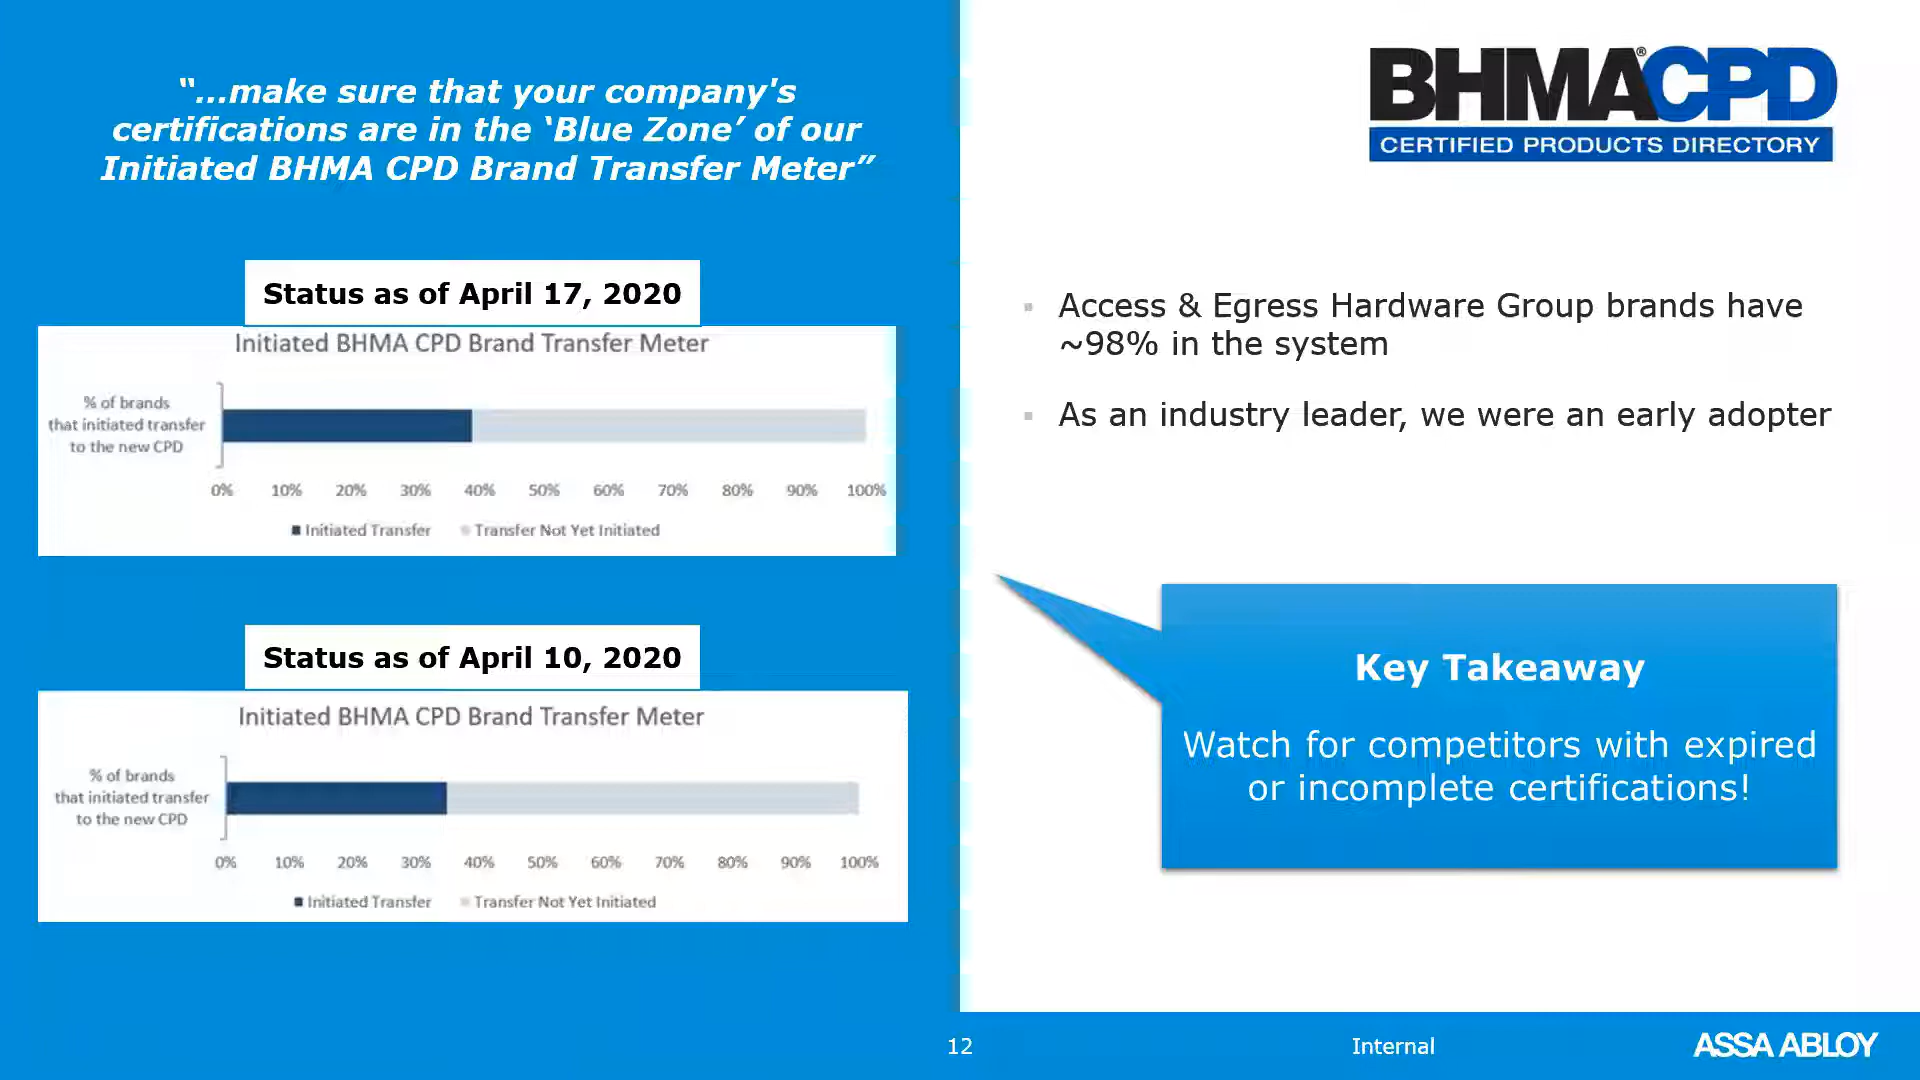 “...make sure that your company's
certifications are in the ‘Blue Zone’ of our
Initiated BHMA CPD Brand Transfer Meter”
Status as of April 17, 2020
Initiated BHMA CPD Brand Transfer Meter
% of brands
that initiated transfer
to the new CPD
0% 10% 20% 30% 40% 50% 60% 70% 80% 90% 100%
Initiated Transfer Transfer Not Yet Initiated
Status as of April 10, 2020
Initiated BHMA CPD Brand Transfer Meter
% of brands
that initiated transfer
to the new CPD
0% 10% 20% 30% 40% 50% 60% 70% 80% 90% 100%
Initiated Transfer Transfer Not Yet Initiated
BHMA®CPD
CERTIFIED PRODUCTS DIRECTORY
▪ Access & Egress Hardware Group brands have
~98% in the system
▪ As an industry leader, we were an early adopter
Key Takeaway
Watch for competitors with expired
or incomplete certifications!
12
Internal
ASSA ABLOY